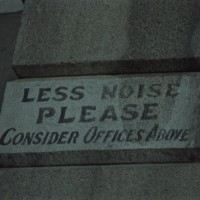 LESS NOISE
PLEASE
CONSIDER OFFICES ABOVE